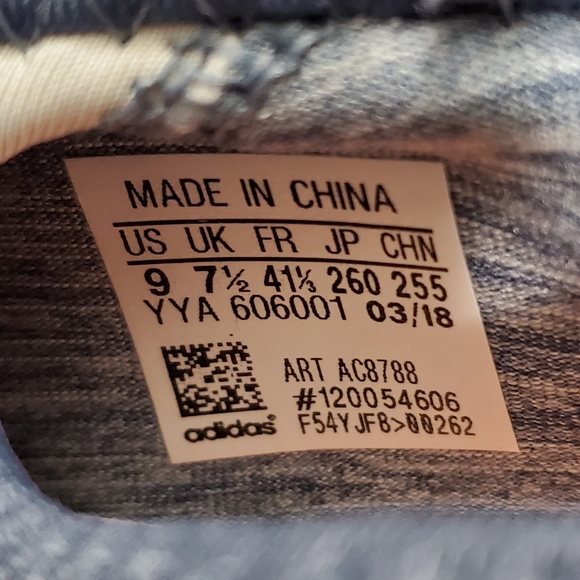 MADE IN CHINA
US UK FR JP CHN
9 7½ 41⅓ 260 255
YYA 606001 03/18
ART AC8788
#120054606
F54YJF8>00262
adidas®